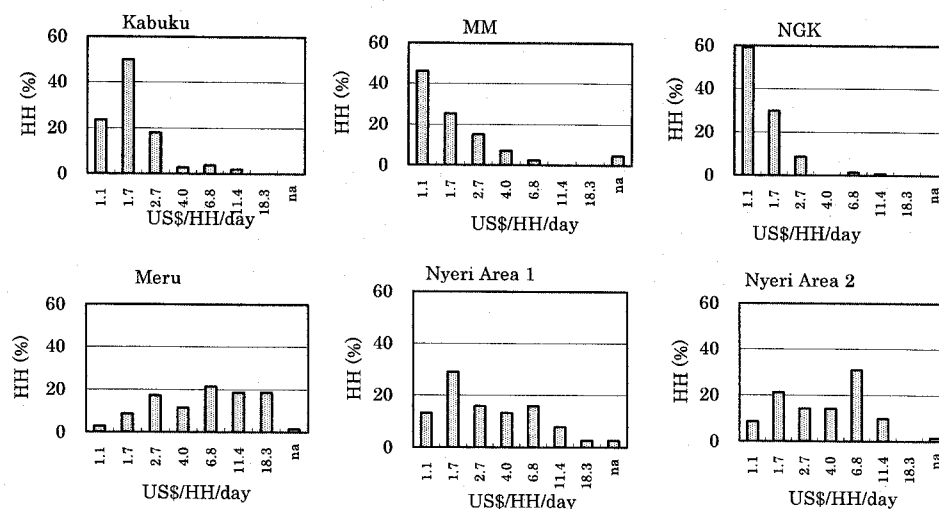 Kabuku
60
40
20
0
HH (%)
1.1 1.7 2.7 4.0 6.8 11.4 18.3 na
US$/HH/day
MM
60
40
20
0
HH (%)
1.1 1.7 2.7 4.0 6.8 11.4 18.3 na
US$/HH/day
NGK
60
40
20
0
HH (%)
1.1 1.7 2.7 4.0 6.8 11.4 18.3 na
US$/HH/day
Meru
60
40
20
0
HH (%)
1.1 1.7 2.7 4.0 6.8 11.4 18.3 na
US$/HH/day
Nyeri Area 1
60
40
20
0
HH (%)
1.1 1.7 2.7 4.0 6.8 11.4 18.3 na
US$/HH/day
Nyeri Area 2
60
40
20
0
HH (%)
1.1 1.7 2.7 4.0 6.8 11.4 18.3 na
US$/HH/day